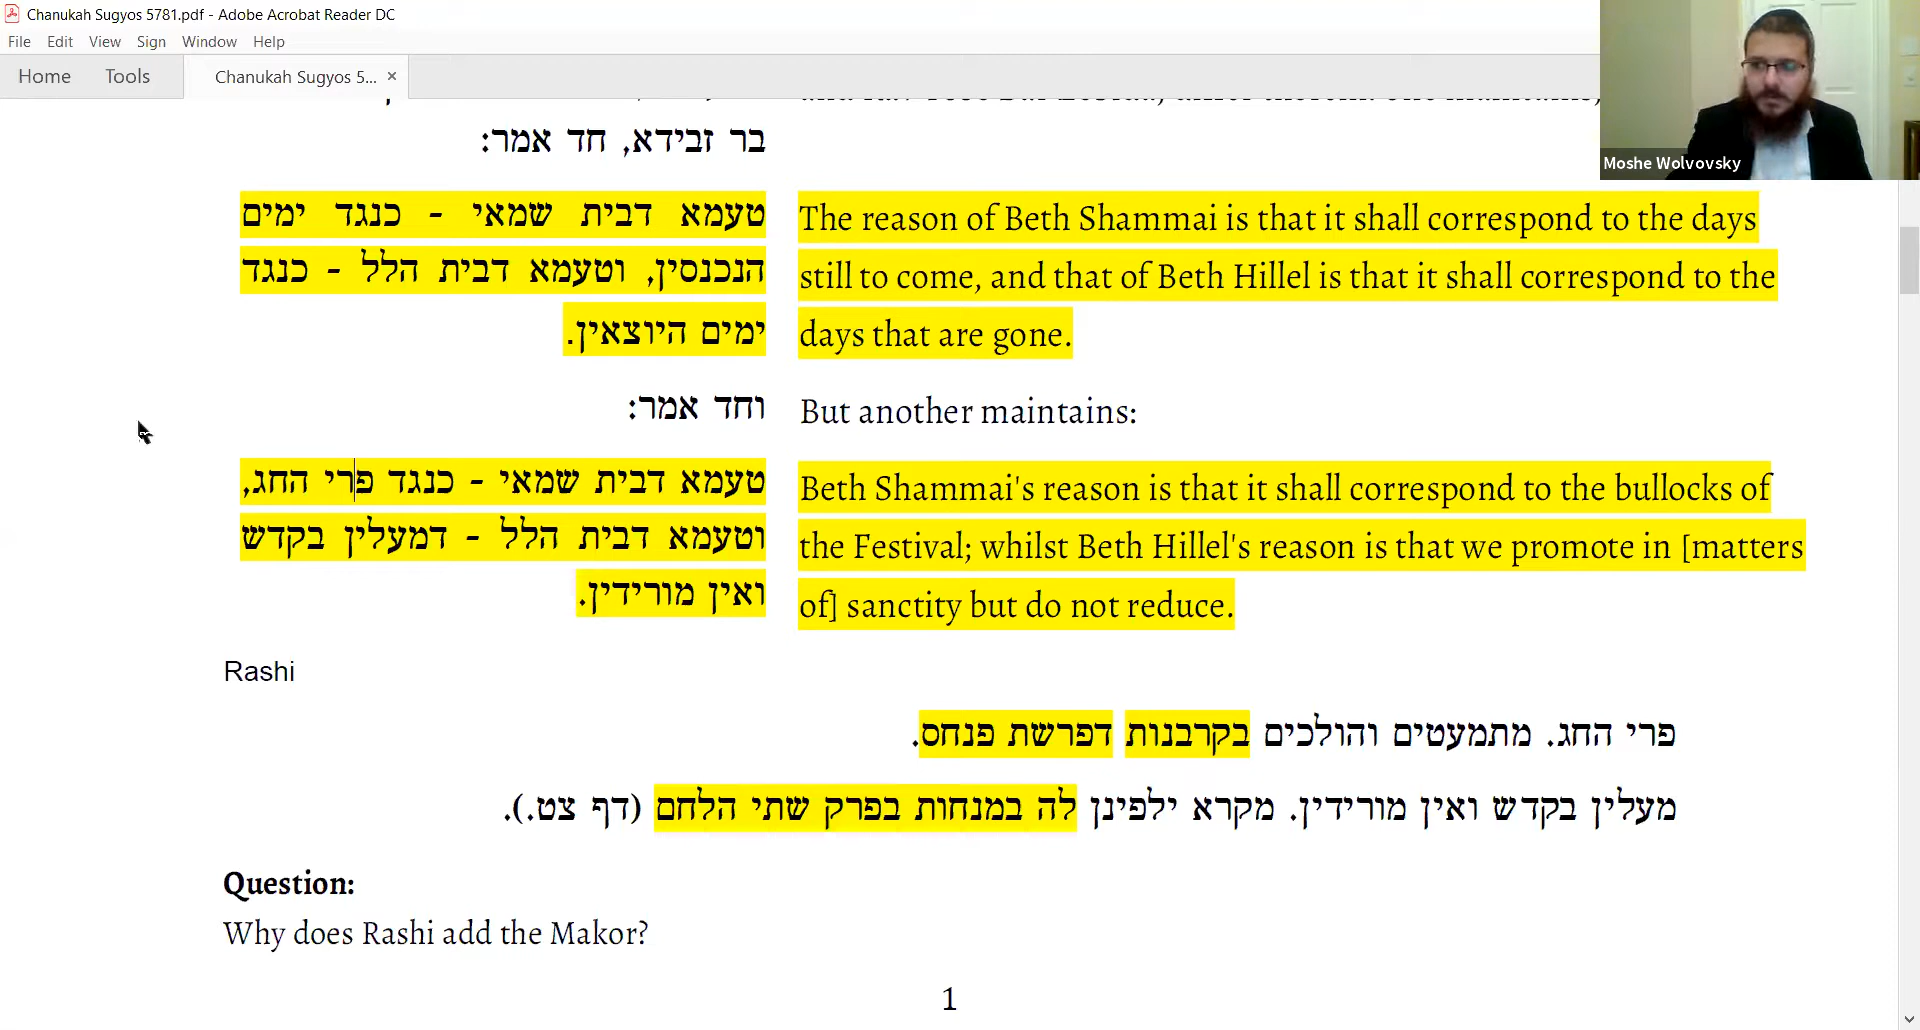 Chanukah Sugyos 5781.pdf - Adobe Acrobat Reader DC
File Edit View Sign Window Help
Home Tools Chanukah Sugyos 5... ×
Moshe Wolvovsky
בר זבידא, חד אמר:
טעמא דבית שמאי - כנגד ימים
הנכנסין, וטעמא דבית הלל - כנגד
ימים היוצאין.
The reason of Beth Shammai is that it shall correspond to the days
still to come, and that of Beth Hillel is that it shall correspond to the
days that are gone.
וחד אמר:
But another maintains:
טעמא דבית שמאי - כנגד פרי החג,
וטעמא דבית הלל - דמעלין בקדש
ואין מורידין.
Beth Shammai's reason is that it shall correspond to the bullocks of
the Festival; whilst Beth Hillel's reason is that we promote in [matters
of] sanctity but do not reduce.
Rashi
פרי החג. מתמעטים והולכים בקרבנות דפרשת פנחס.
מעלין בקדש ואין מורידין. מקרא ילפינן לה במנחות בפרק שתי הלחם (דף צט.).
Question:
Why does Rashi add the Makor?
1